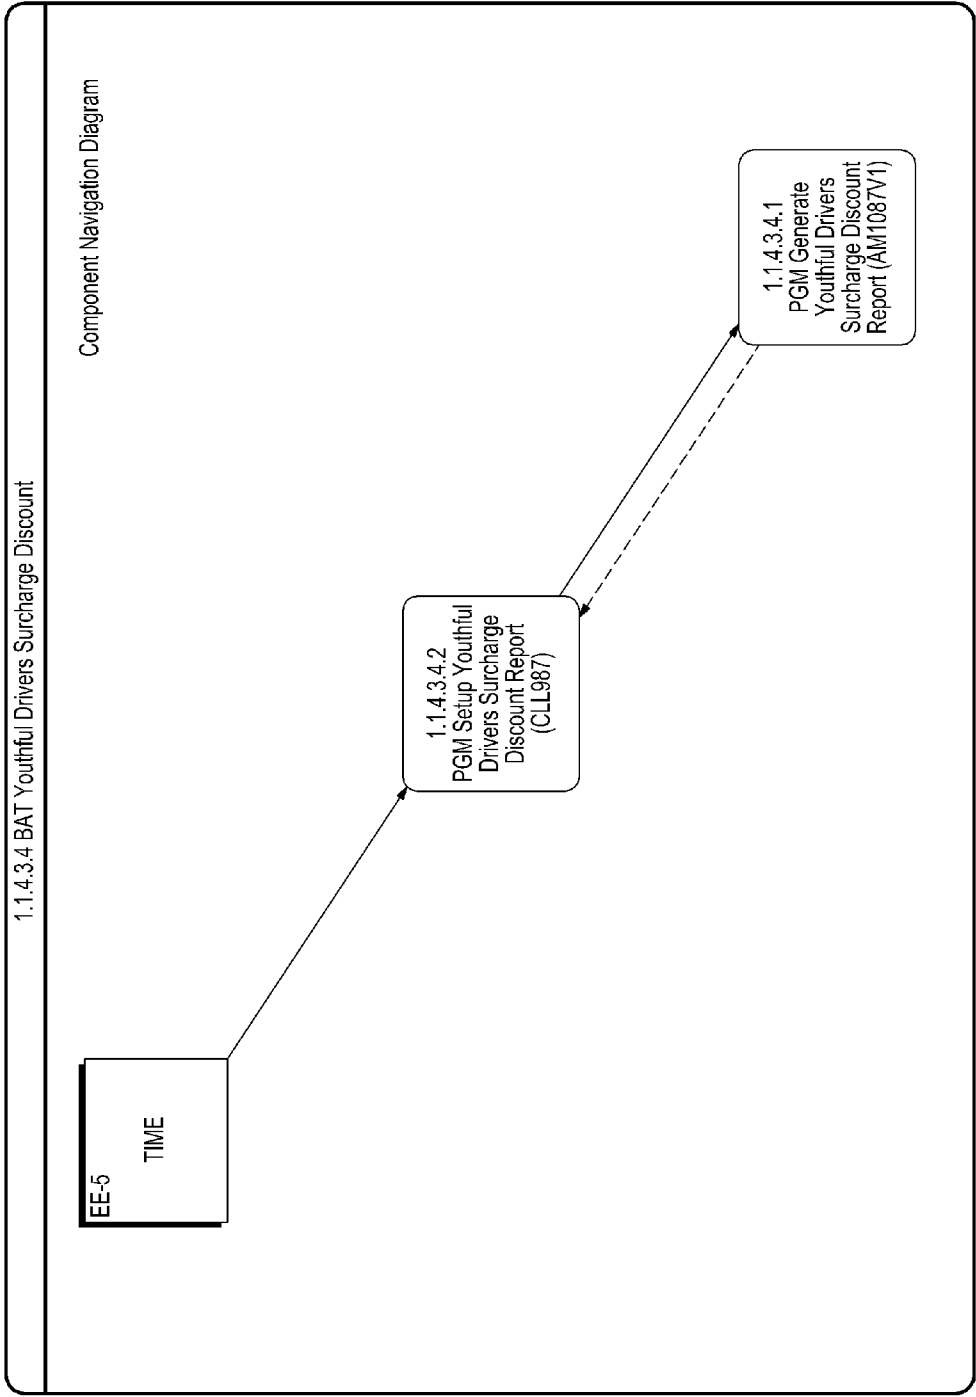 1.1.4.3.4 BAT Youthful Drivers Surcharge Discount
Component Navigation Diagram
EE-5
TIME
1.1.4.3.4.2
PGM Setup Youthful
Drivers Surcharge
Discount Report
(CLL987)
1.1.4.3.4.1
PGM Generate
Youthful Drivers
Surcharge Discount
Report (AM1087V1)